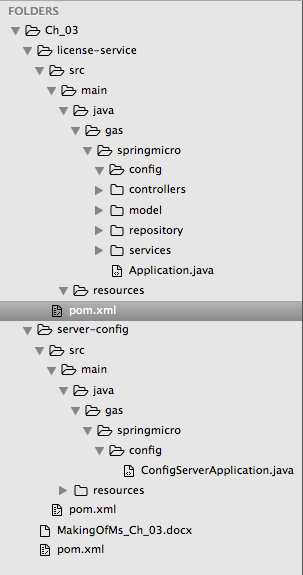 FOLDERS
Ch_03
license-service
src
main
java
gas
springmicro
config
controllers
model
repository
services
Application.java
resources
pom.xml
server-config
src
main
java
gas
springmicro
config
ConfigServerApplication.java
resources
pom.xml
MakingOfMs_Ch_03.docx
pom.xml